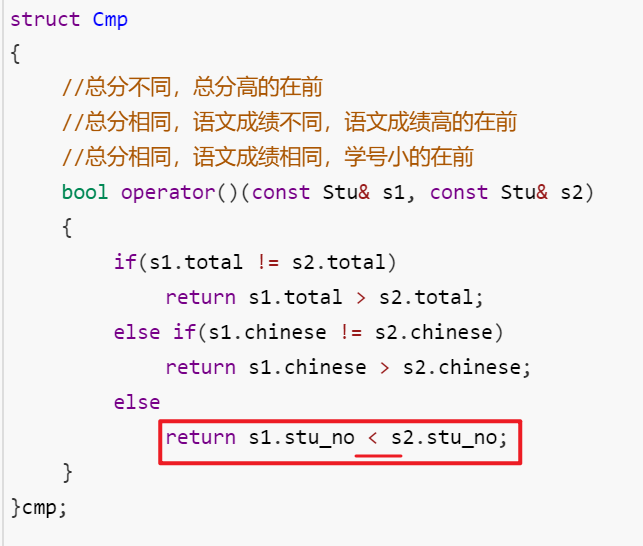 struct Cmp
{
//总分不同，总分高的在前
//总分相同，语文成绩不同，语文成绩高的在前
//总分相同，语文成绩相同，学号小的在前
bool operator()(const Stu& s1, const Stu& s2)
{
if(s1.total != s2.total)
return s1.total > s2.total;
else if(s1.chinese != s2.chinese)
return s1.chinese > s2.chinese;
else
return s1.stu_no < s2.stu_no;
}
}cmp;